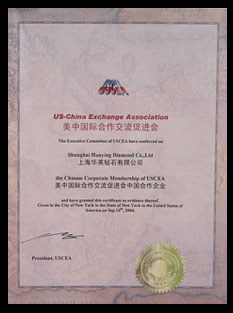 USCEA
US-China Exchange Association
美中国际合作交流促进会
The Executive Committee of USCEA have conferred on
Shanghai Huaying Diamond Co.,Ltd
上海华英钻石有限公司
the Chinese Corporate Membership of USCEA
美中国际合作交流促进会中国合作企业
and have granted this certificate as evidence thereof.
Given in the City of New York in the State of New York in the United States of
America on Sep 18th, 2006.
President, USCEA